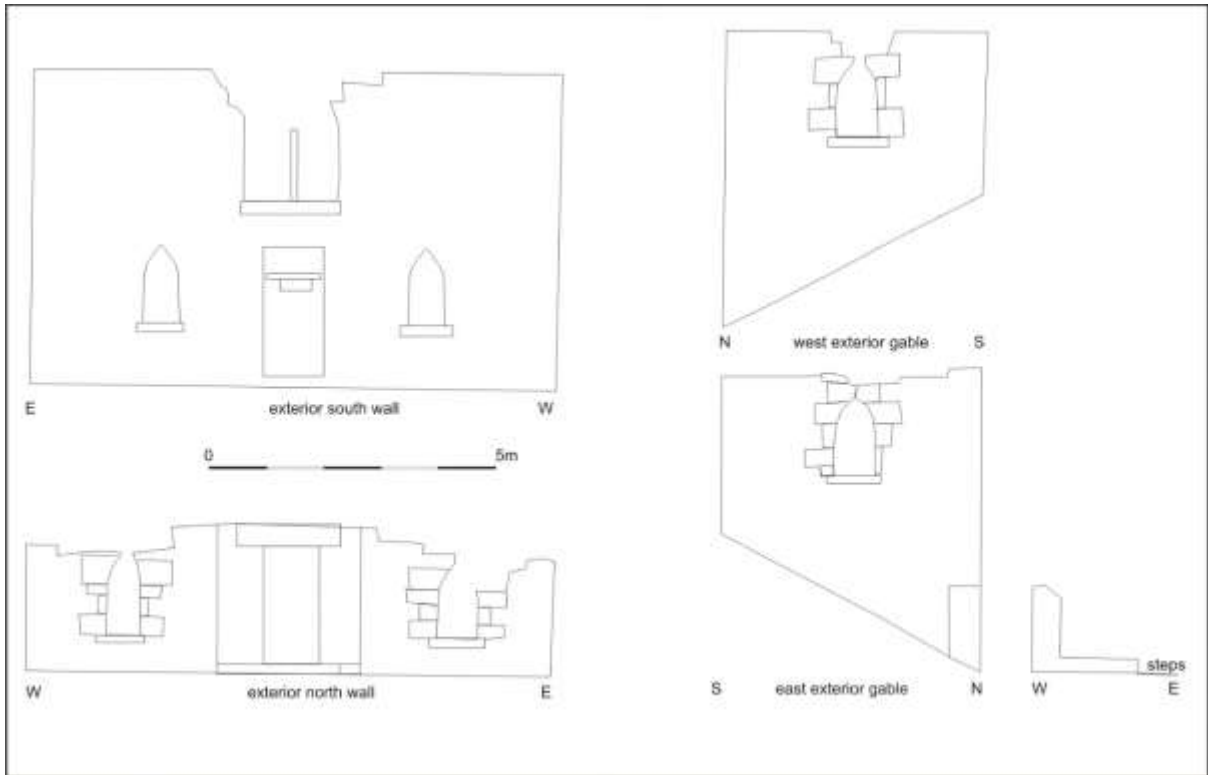 E exterior south wall W
0 5m
W exterior north wall E
N west exterior gable S
S east exterior gable N
steps
W E